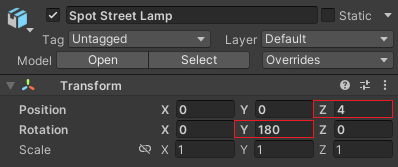 Spot Street Lamp Static
Tag Untagged Layer Default
Model Open Select Overrides
Transform
Position X 0 Y 0 Z 4
Rotation X 0 Y 180 Z 0
Scale X 1 Y 1 Z 1